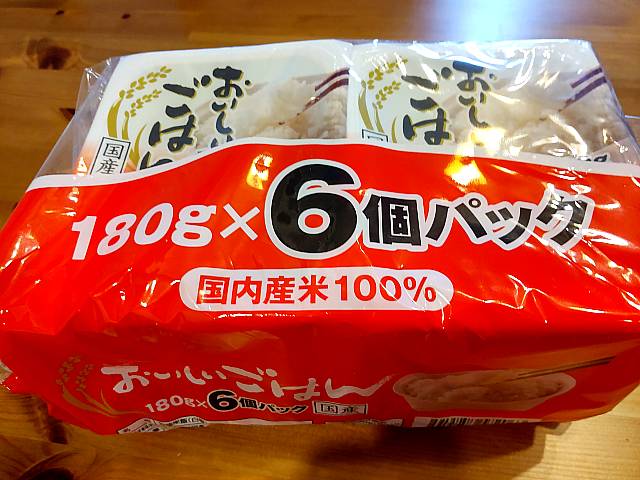 おいしい
ごはん
国産
おいしい
ごはん
国
180g×6個パック
国内産米100%
おいしいごはん
180g×6個パック 国産